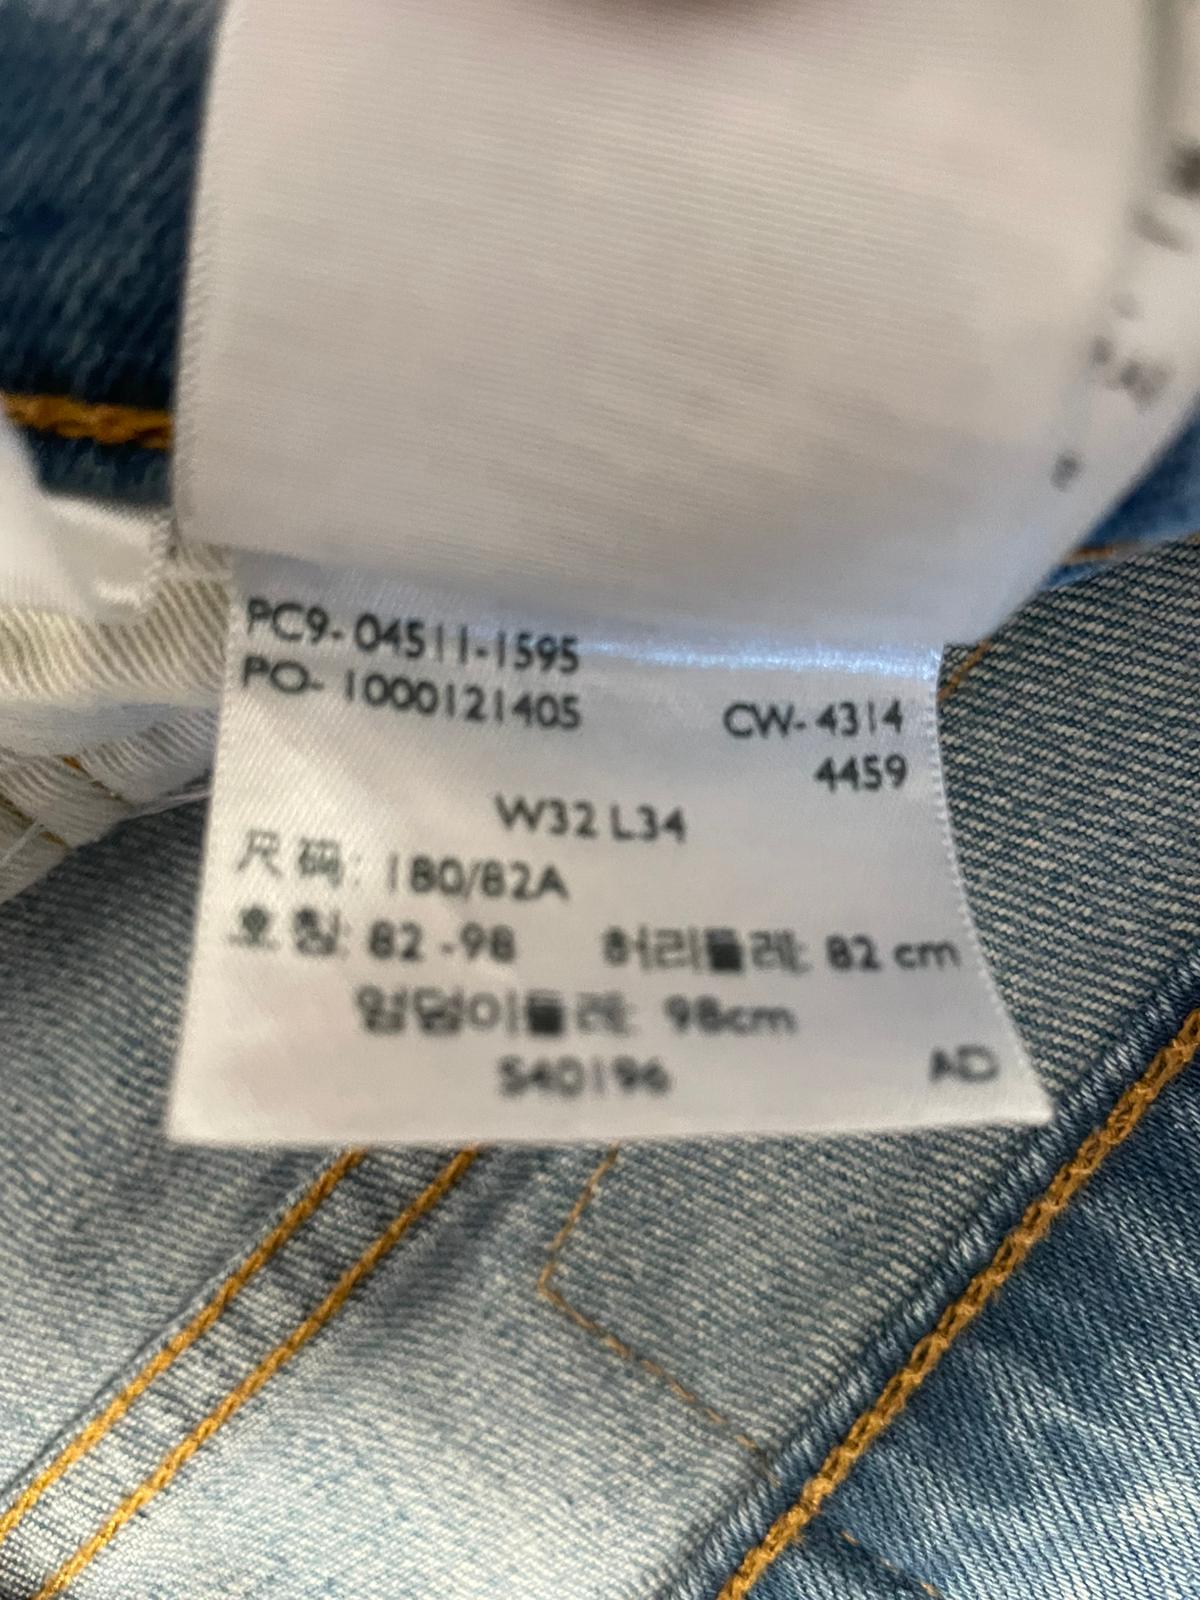 PC9-04511-1595
PO-1000121405 CW-4314
4459
W32 L34
尺码: 180/82A
호칭: 82-98 허리둘레: 82 cm
엉덩이둘레: 98cm
S40196 AD